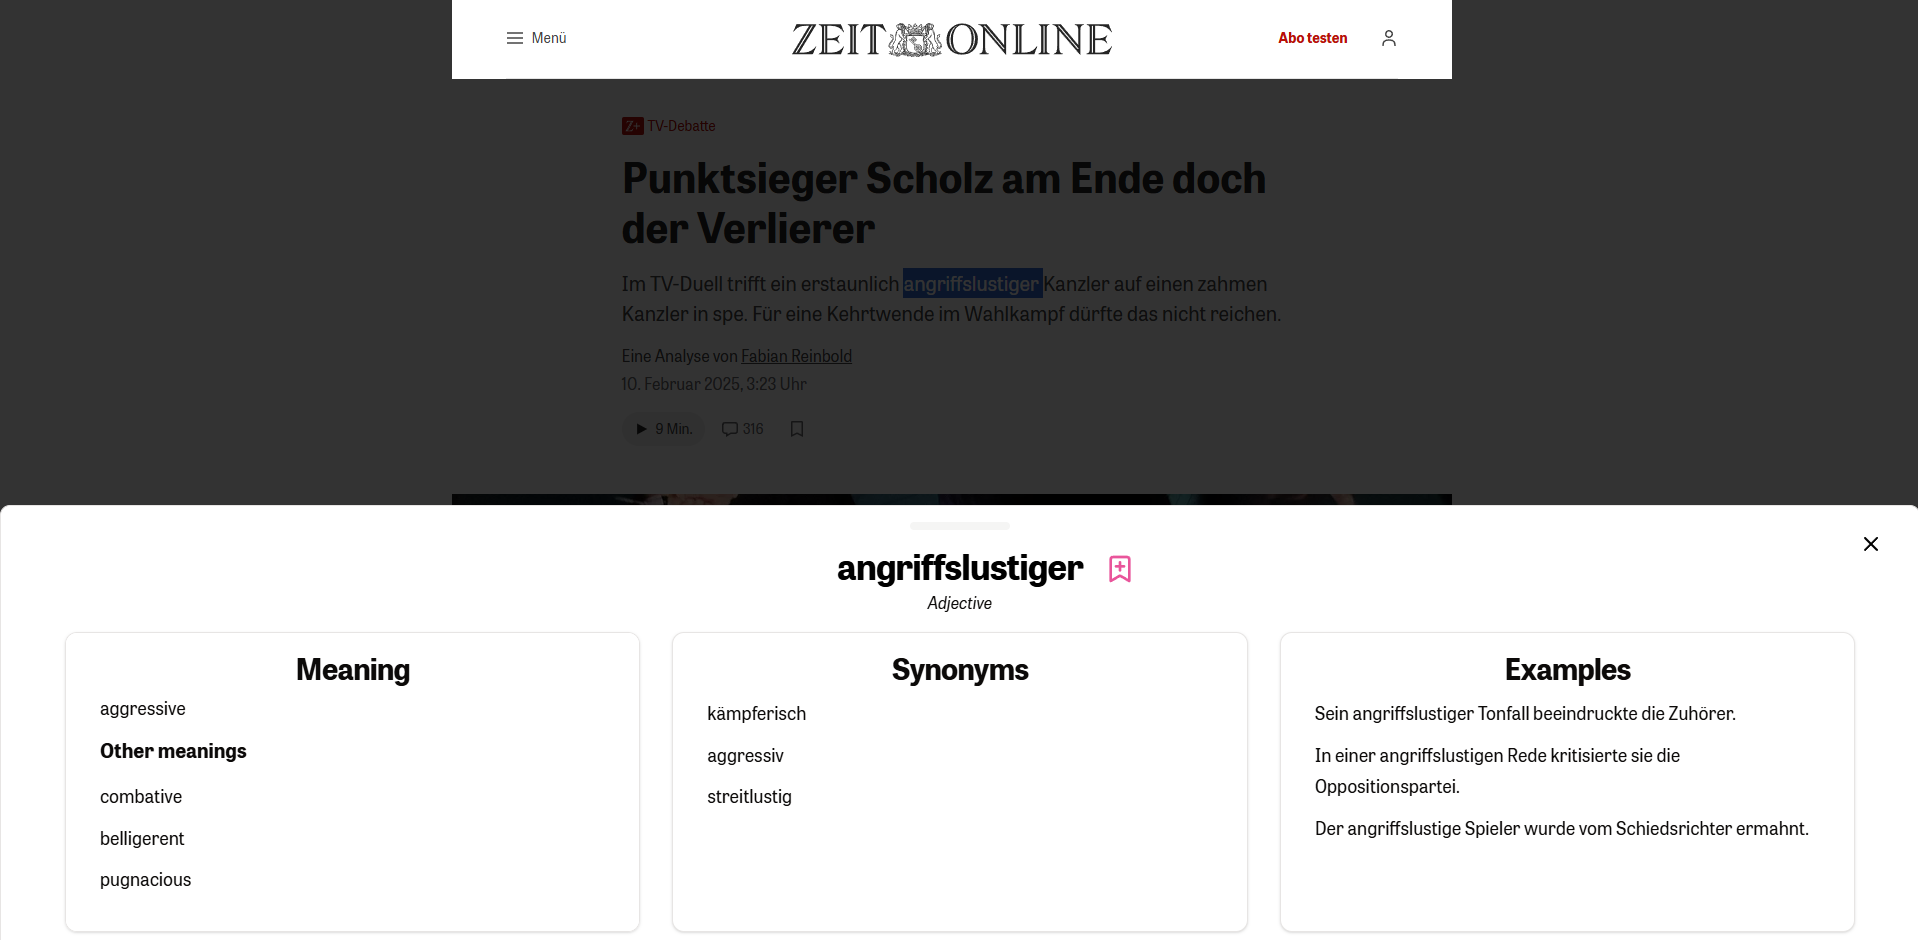 Menü
ZEIT ONLINE
Abo testen
Z+ TV-Debatte
Punktsieger Scholz am Ende doch
der Verlierer
Im TV-Duell trifft ein erstaunlich angriffslustiger Kanzler auf einen zahmen
Kanzler in spe. Für eine Kehrtwende im Wahlkampf dürfte das nicht reichen.
Eine Analyse von Fabian Reinbold
10. Februar 2025, 3:23 Uhr
9 Min.
316
angriffslustiger
Adjective
Meaning
aggressive
Other meanings
combative
belligerent
pugnacious
Synonyms
kämpferisch
aggressiv
streitlustig
Examples
Sein angriffslustiger Tonfall beeindruckte die Zuhörer.
In einer angriffslustigen Rede kritisierte sie die
Oppositionspartei.
Der angriffslustige Spieler wurde vom Schiedsrichter ermahnt.